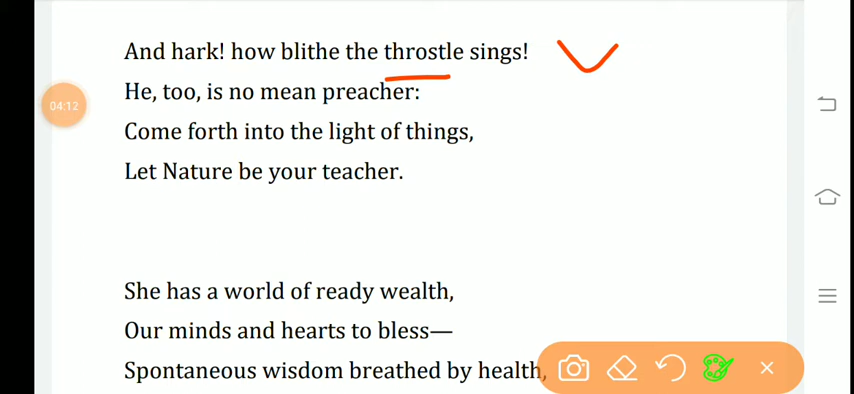 And hark! how blithe the throstle sings!
He, too, is no mean preacher:
04:12
Come forth into the light of things,
Let Nature be your teacher.
She has a world of ready wealth,
Our minds and hearts to bless—
Spontaneous wisdom breathed by health,